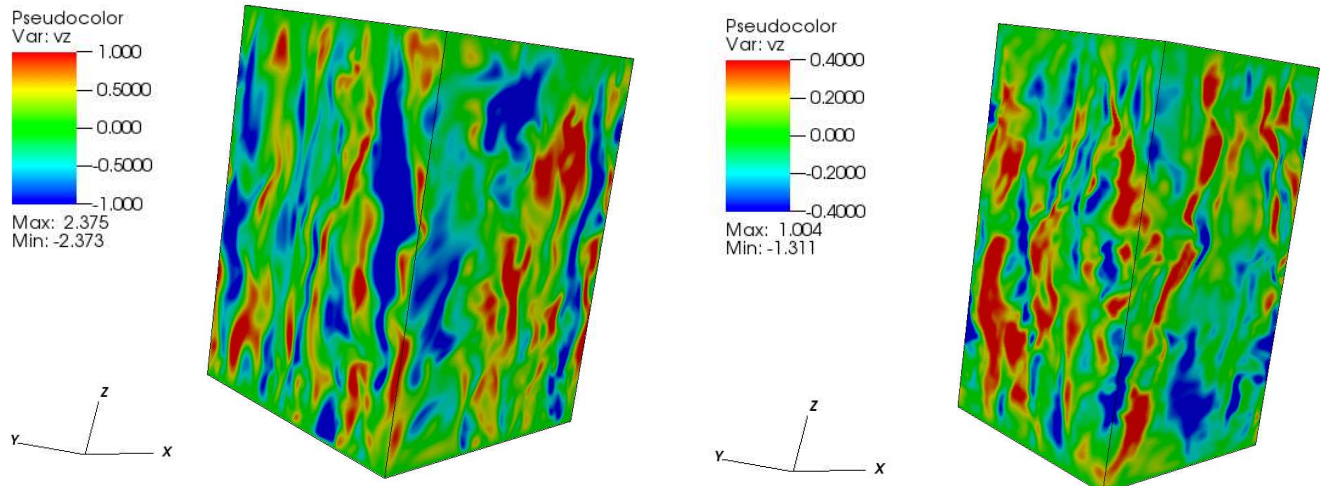 Pseudocolor
Var: vz
1.000
0.5000
0.000
-0.5000
-1.000
Max: 2.375
Min: -2.373
Z
Y
X
Pseudocolor
Var: vz
0.4000
0.2000
0.000
-0.2000
-0.4000
Max: 1.004
Min: -1.311
Z
Y
X